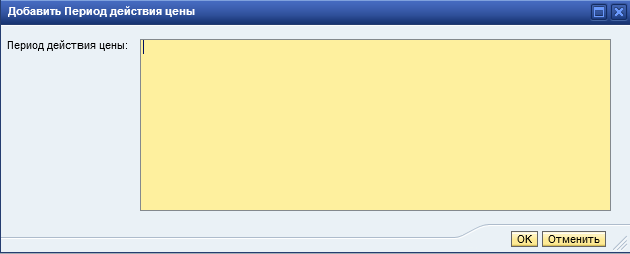 Добавить Период действия цены
Период действия цены:
OK Отменить